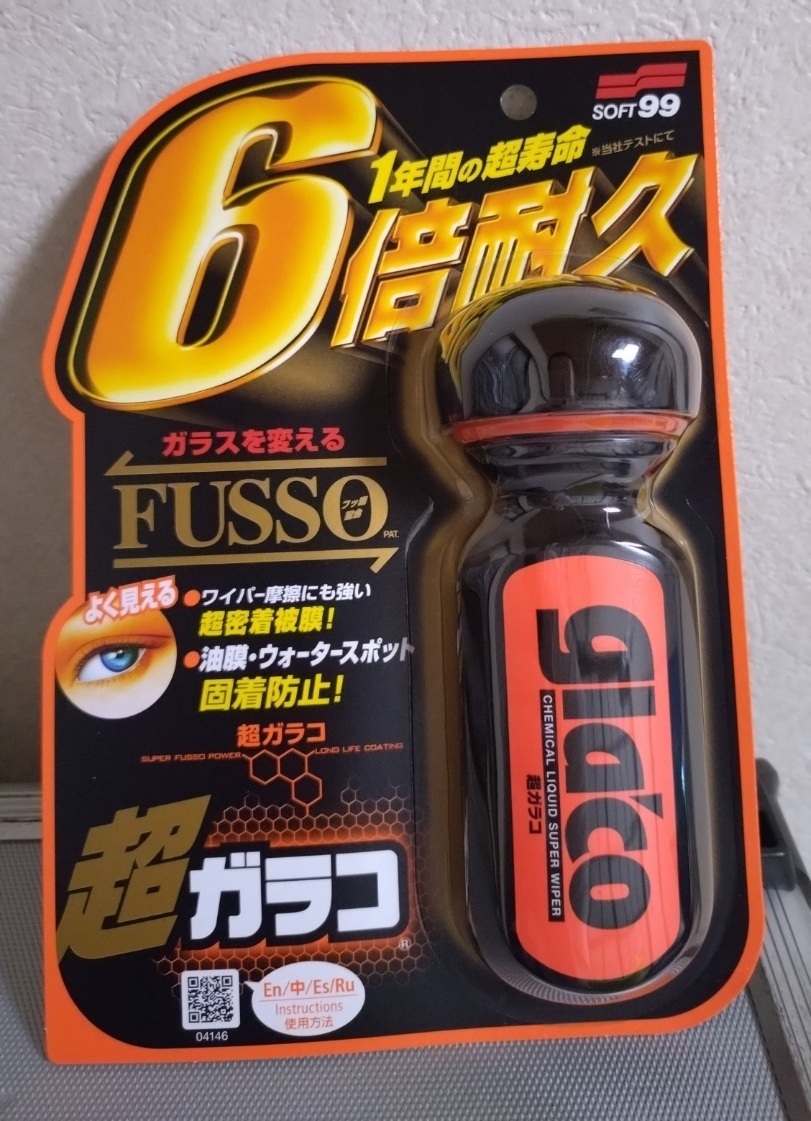 SOFT99
1年間の超寿命
※当社テストにて
6倍耐久
ガラスを変える
FUSSO
フッ素
配合
PAT.
よく見える
●ワイパー摩擦にも強い
超密着被膜！
●油膜・ウォータースポット
固着防止！
超ガラコ
SUPER FUSSO POWER
LONG LIFE COATING
超ガラコ
®
04146
En/中/Es/Ru
Instructions
使用方法
glaco
CHEMICAL LIQUID SUPER WIPER
超ガラコ